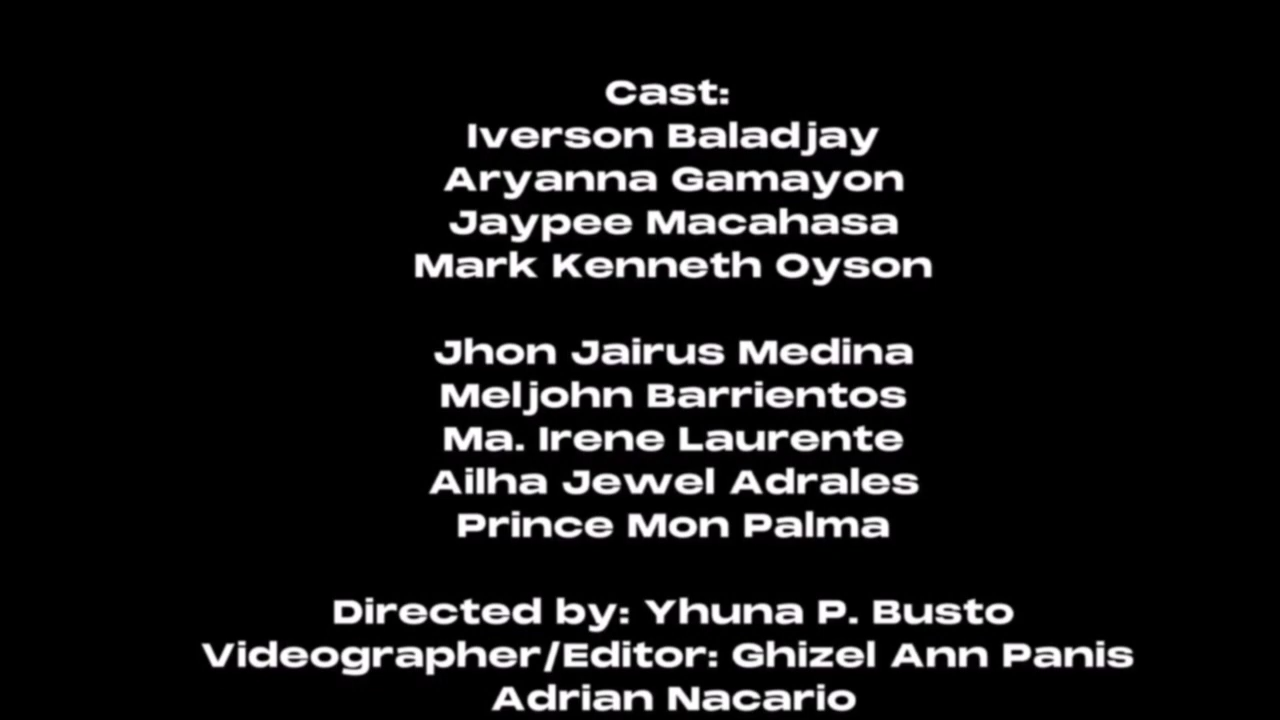 Cast:
Iverson Baladjay
Aryanna Gamayon
Jaypee Macahasa
Mark Kenneth Oyson
Jhon Jairus Medina
Meljohn Barrientos
Ma. Irene Laurente
Ailha Jewel Adrales
Prince Mon Palma
Directed by: Yhuna P. Busto
Videographer/Editor: Ghizel Ann Panis
Adrian Nacario